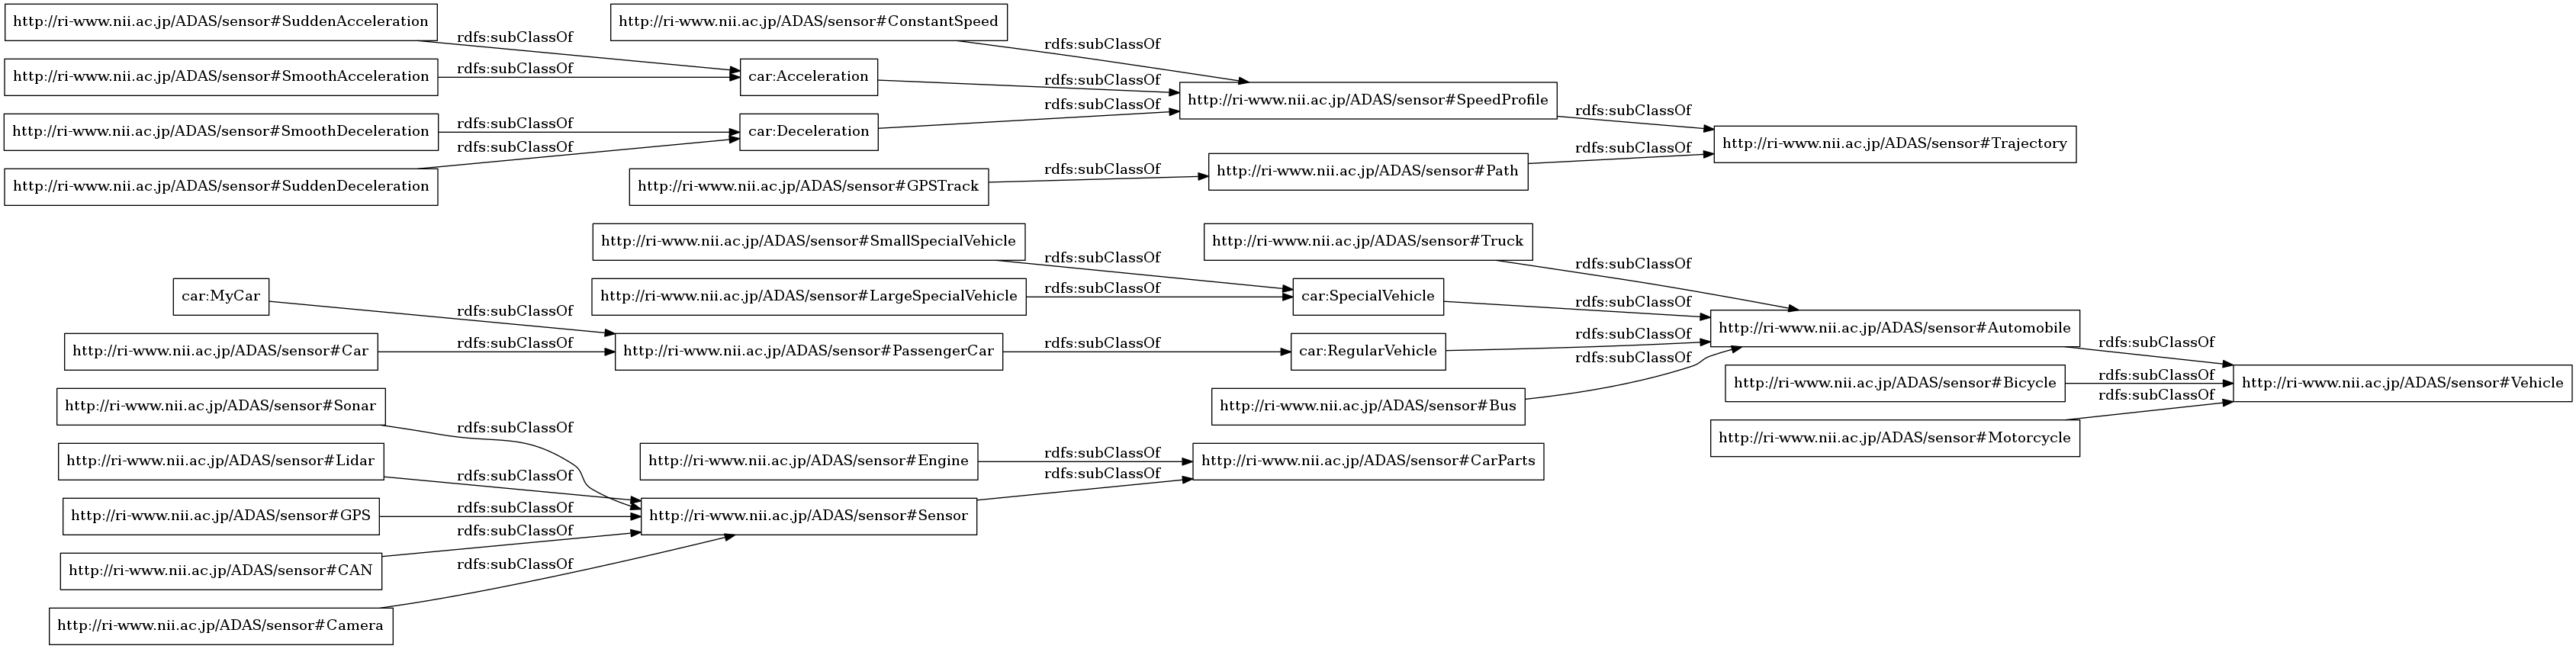 http://ri-www.nii.ac.jp/ADAS/sensor#SuddenAcceleration
http://ri-www.nii.ac.jp/ADAS/sensor#ConstantSpeed
rdfs:subClassOf
rdfs:subClassOf
http://ri-www.nii.ac.jp/ADAS/sensor#SmoothAcceleration
rdfs:subClassOf
car:Acceleration
rdfs:subClassOf
http://ri-www.nii.ac.jp/ADAS/sensor#SpeedProfile
rdfs:subClassOf
rdfs:subClassOf
http://ri-www.nii.ac.jp/ADAS/sensor#SmoothDeceleration
rdfs:subClassOf
car:Deceleration
http://ri-www.nii.ac.jp/ADAS/sensor#Trajectory
rdfs:subClassOf
rdfs:subClassOf
http://ri-www.nii.ac.jp/ADAS/sensor#SuddenDeceleration
http://ri-www.nii.ac.jp/ADAS/sensor#GPSTrack
rdfs:subClassOf
http://ri-www.nii.ac.jp/ADAS/sensor#Path
http://ri-www.nii.ac.jp/ADAS/sensor#SmallSpecialVehicle
http://ri-www.nii.ac.jp/ADAS/sensor#Truck
rdfs:subClassOf
rdfs:subClassOf
car:MyCar
http://ri-www.nii.ac.jp/ADAS/sensor#LargeSpecialVehicle
rdfs:subClassOf
car:SpecialVehicle
rdfs:subClassOf
rdfs:subClassOf
http://ri-www.nii.ac.jp/ADAS/sensor#Automobile
http://ri-www.nii.ac.jp/ADAS/sensor#Car
rdfs:subClassOf
http://ri-www.nii.ac.jp/ADAS/sensor#PassengerCar
rdfs:subClassOf
car:RegularVehicle
rdfs:subClassOf
rdfs:subClassOf
rdfs:subClassOf
http://ri-www.nii.ac.jp/ADAS/sensor#Bicycle
rdfs:subClassOf
http://ri-www.nii.ac.jp/ADAS/sensor#Vehicle
rdfs:subClassOf
http://ri-www.nii.ac.jp/ADAS/sensor#Sonar
http://ri-www.nii.ac.jp/ADAS/sensor#Bus
rdfs:subClassOf
http://ri-www.nii.ac.jp/ADAS/sensor#Motorcycle
http://ri-www.nii.ac.jp/ADAS/sensor#Lidar
rdfs:subClassOf
http://ri-www.nii.ac.jp/ADAS/sensor#Engine
rdfs:subClassOf
http://ri-www.nii.ac.jp/ADAS/sensor#CarParts
rdfs:subClassOf
http://ri-www.nii.ac.jp/ADAS/sensor#GPS
rdfs:subClassOf
http://ri-www.nii.ac.jp/ADAS/sensor#Sensor
rdfs:subClassOf
http://ri-www.nii.ac.jp/ADAS/sensor#CAN
rdfs:subClassOf
http://ri-www.nii.ac.jp/ADAS/sensor#Camera